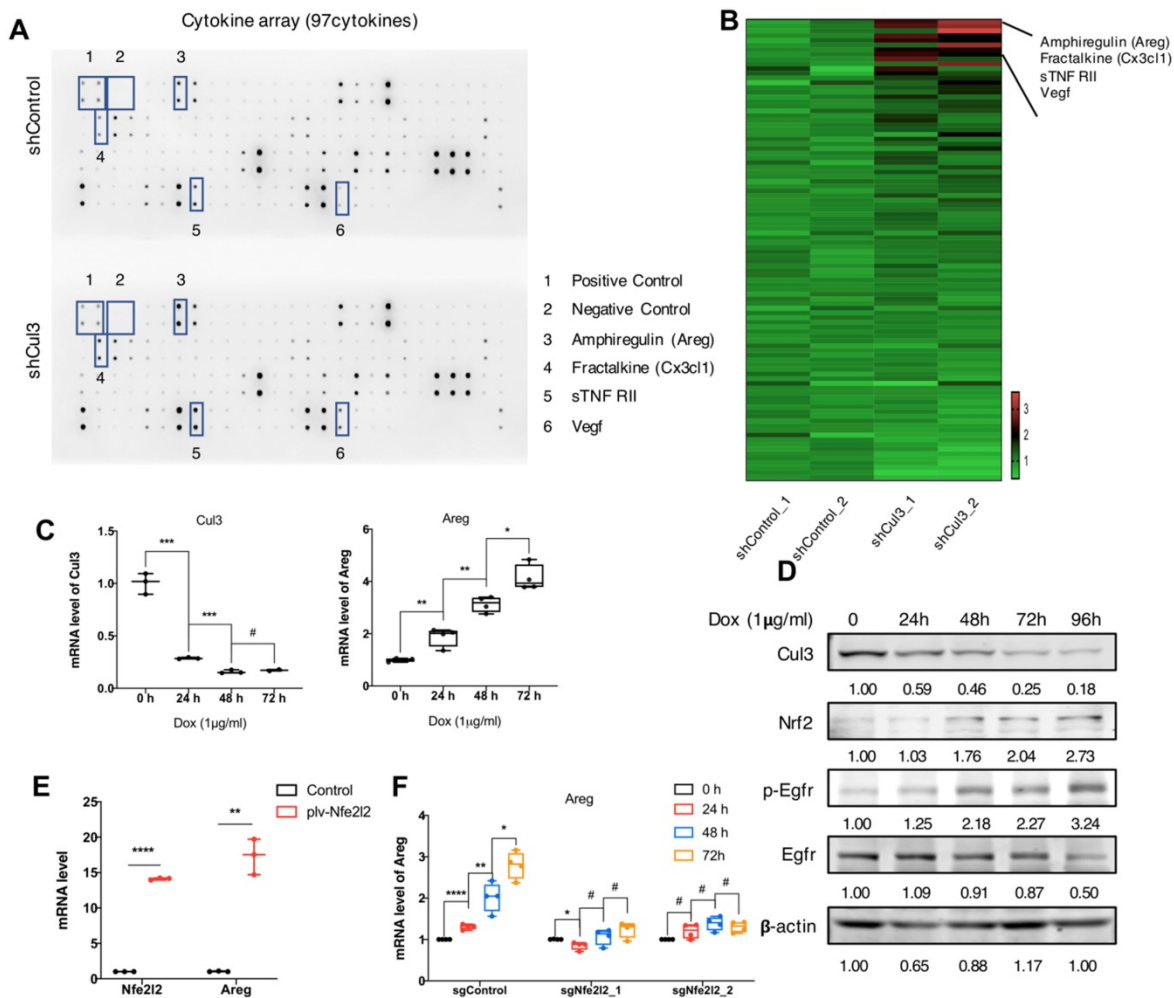 A
Cytokine array (97cytokines)
1 2 3
shControl
4
5 6
1 2 3
shCul3
4
5 6
1 Positive Control
2 Negative Control
3 Amphiregulin (Areg)
4 Fractalkine (Cx3cl1)
5 sTNF RII
6 Vegf
B
Amphiregulin (Areg)
Fractalkine (Cx3cl1)
sTNF RII
Vegf
3
2
1
shControl_1 shControl_2 shCul3_1 shCul3_2
C
Cul3
mRNA level of Cul3
1.5
1.0
0.5
0.0
*** *** #
0 h 24 h 48 h 72 h
Dox (1µg/ml)
Areg
mRNA level of Areg
6
4
2
0
** ** *
0 h 24 h 48 h 72 h
Dox (1µg/ml)
D
Dox (1µg/ml) 0 24h 48h 72h 96h
Cul3
1.00 0.59 0.46 0.25 0.18
Nrf2
1.00 1.03 1.76 2.04 2.73
p-Egfr
1.00 1.25 2.18 2.27 3.24
Egfr
1.00 1.09 0.91 0.87 0.50
β-actin
1.00 0.65 0.88 1.17 1.00
E
Control
plv-Nfe2l2
mRNA level
25
20
15
10
5
0
**** **
Nfe2l2 Areg
F
Areg
0 h
24 h
48 h
72h
mRNA level of Areg
4
3
2
1
0
**** ** * * # # # # #
sgControl sgNfe2l2_1 sgNfe2l2_2